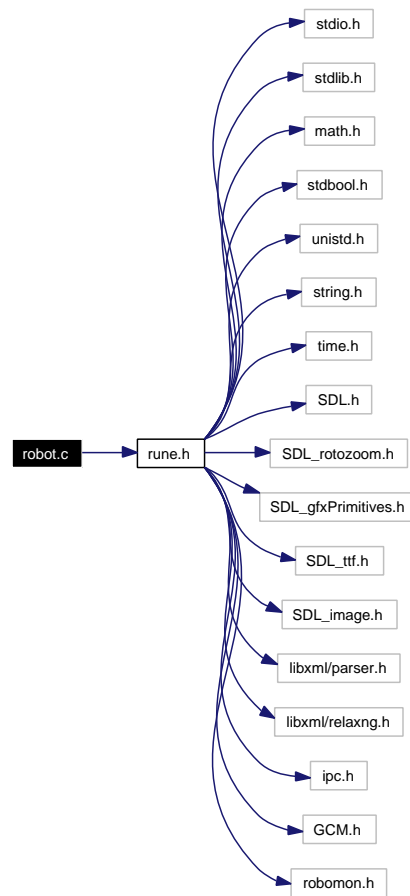 stdio.h
stdlib.h
math.h
stdbool.h
unistd.h
string.h
time.h
SDL.h
robot.c
rune.h
SDL_rotozoom.h
SDL_gfxPrimitives.h
SDL_ttf.h
SDL_image.h
libxml/parser.h
libxml/relaxng.h
ipc.h
GCM.h
robomon.h